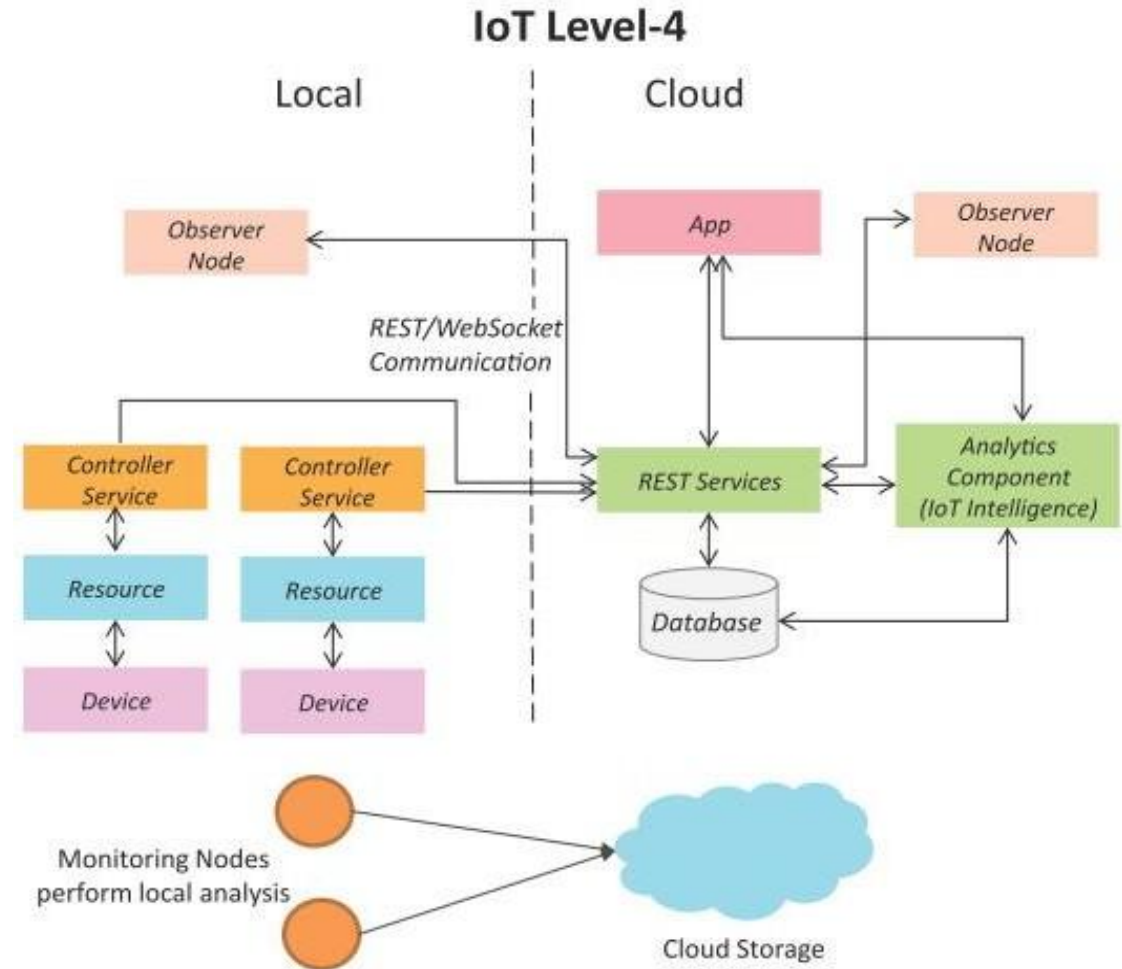 IoT Level-4
Local
Cloud
Observer
Node
App
Observer
Node
REST/WebSocket
Communication
Controller
Service
Controller
Service
REST Services
Analytics
Component
(IoT Intelligence)
Resource
Resource
Database
Device
Device
Monitoring Nodes
perform local analysis
Cloud Storage